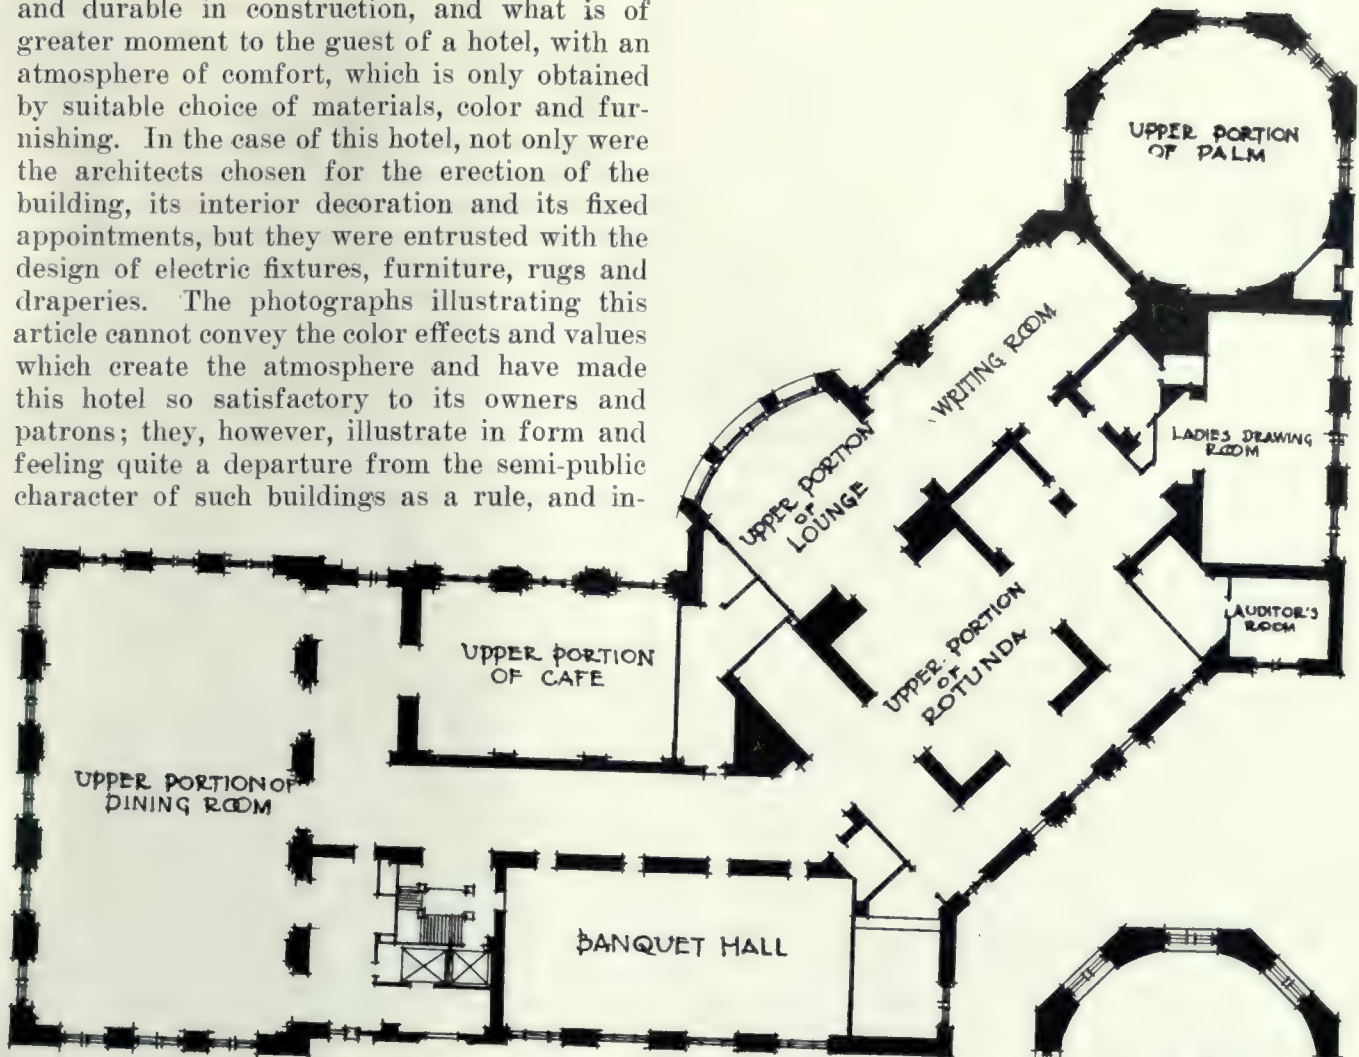 and durable in construction, and what is of
greater moment to the guest of a hotel, with an
atmosphere of comfort, which is only obtained
by suitable choice of materials, color and fur-
nishing. In the case of this hotel, not only were
the architects chosen for the erection of the
building, its interior decoration and its fixed
appointments, but they were entrusted with the
design of electric fixtures, furniture, rugs and
draperies. The photographs illustrating this
article cannot convey the color effects and values
which create the atmosphere and have made
this hotel so satisfactory to its owners and
patrons; they, however, illustrate in form and
feeling quite a departure from the semi-public
character of such buildings as a rule, and in-
UPPER PORTION
OF PALM
WRITING ROOM
LADIES DRAWING
ROOM
UPPER PORTION
OF
LOUNGE
AUDITOR'S
ROOM
UPPER PORTION
OF
ROTUNDA
UPPER PORTION
OF CAFE
UPPER PORTION OF
DINING ROOM
BANQUET HALL